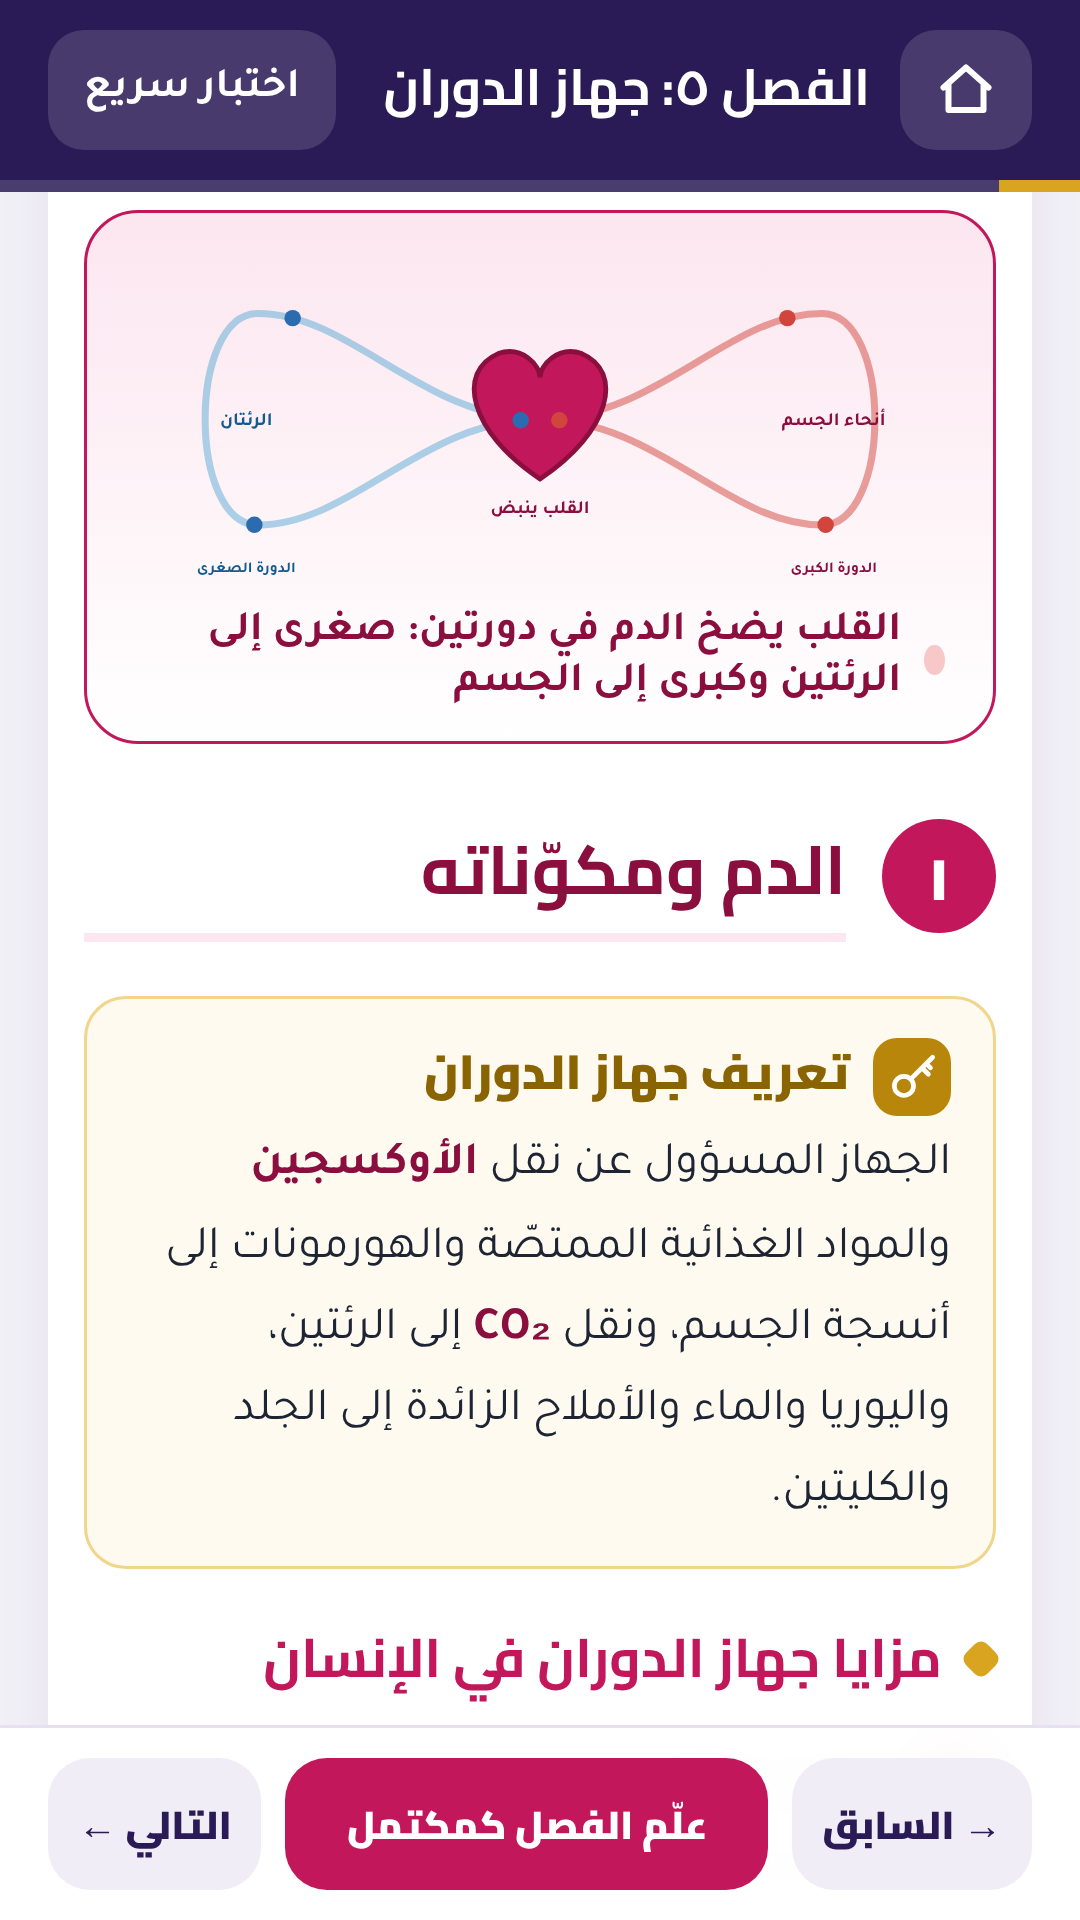 الفصل ٥: جهاز الدوران
اختبار سريع
أنحاء الجسم
الرئتان
القلب ينبض
الدورة الكبرى
الدورة الصغرى
القلب يضخ الدم في دورتين: صغرى إلى
الرئتين وكبرى إلى الجسم
١
الدم ومكوّناته
تعريف جهاز الدوران
الجهاز المسؤول عن نقل الأوكسجين
والمواد الغذائية الممتصّة والهورمونات إلى
أنسجة الجسم، ونقل CO₂ إلى الرئتين،
واليوريا والماء والأملاح الزائدة إلى الجلد
والكليتين.
مزايا جهاز الدوران في الإنسان
→ السابق
علّم الفصل كمكتمل
التالي ←